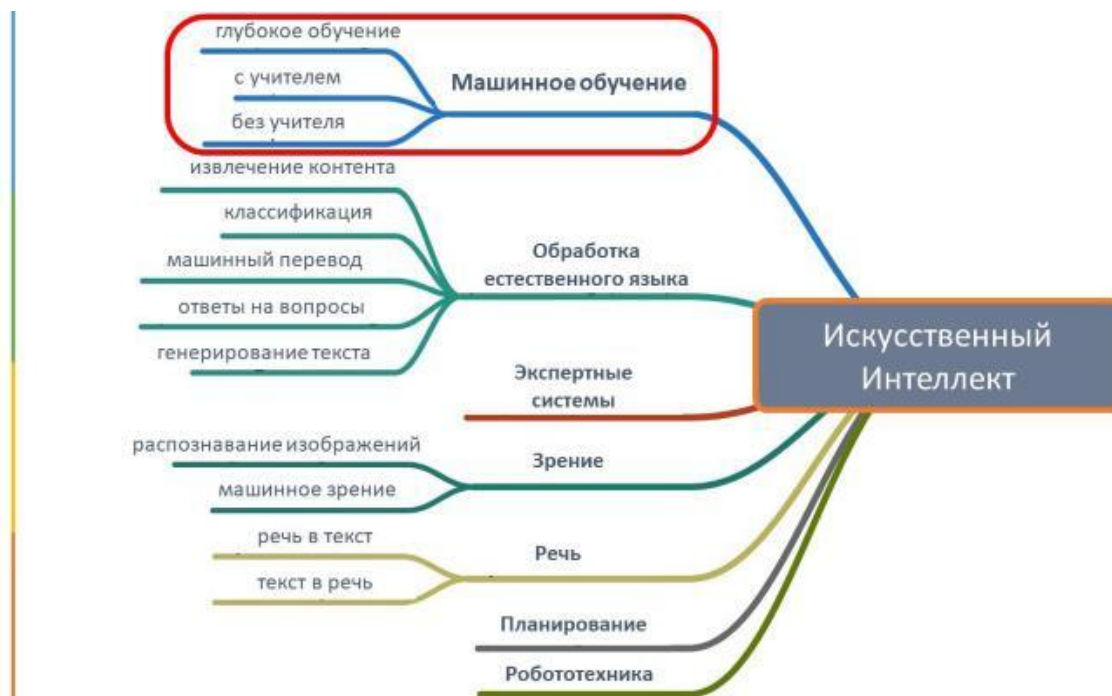 глубокое обучение
с учителем
без учителя
Машинное обучение
извлечение контента
классификация
машинный перевод
ответы на вопросы
генерирование текста
Обработка
естественного языка
Искусственный
Интеллект
Экспертные
системы
распознавание изображений
машинное зрение
Зрение
речь в текст
текст в речь
Речь
Планирование
Робототехника